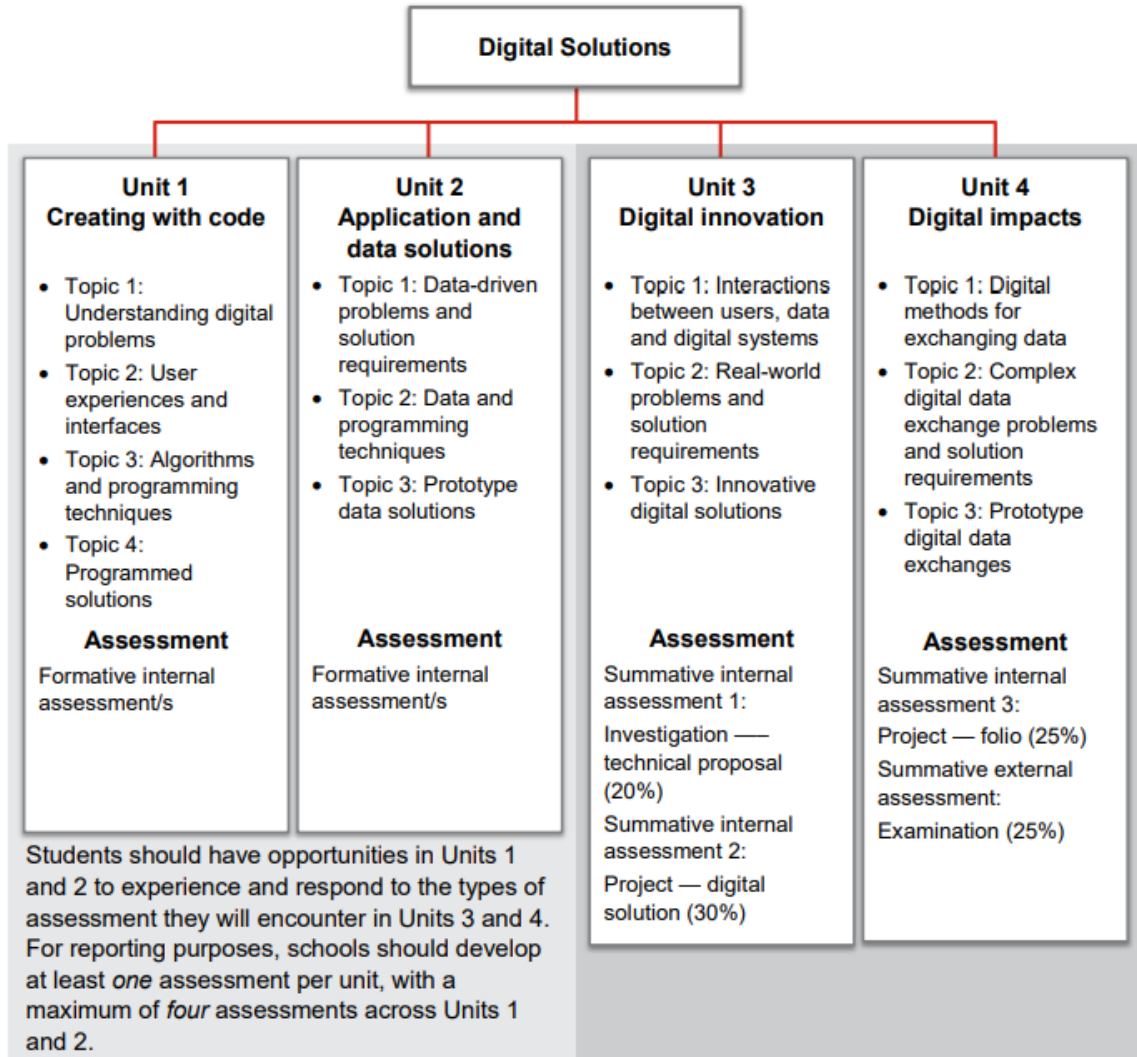 Digital Solutions
Unit 1
Creating with code
• Topic 1:
Understanding digital
problems
• Topic 2: User
experiences and
interfaces
• Topic 3: Algorithms
and programming
techniques
• Topic 4:
Programmed
solutions
Assessment
Formative internal
assessment/s
Unit 2
Application and
data solutions
• Topic 1: Data-driven
problems and
solution
requirements
• Topic 2: Data and
programming
techniques
• Topic 3: Prototype
data solutions
Assessment
Formative internal
assessment/s
Unit 3
Digital innovation
• Topic 1: Interactions
between users, data
and digital systems
• Topic 2: Real-world
problems and
solution
requirements
• Topic 3: Innovative
digital solutions
Assessment
Summative internal
assessment 1:
Investigation —–
technical proposal
(20%)
Summative internal
assessment 2:
Project — digital
solution (30%)
Unit 4
Digital impacts
• Topic 1: Digital
methods for
exchanging data
• Topic 2: Complex
digital data
exchange problems
and solution
requirements
• Topic 3: Prototype
digital data
exchanges
Assessment
Summative internal
assessment 3:
Project — folio (25%)
Summative external
assessment:
Examination (25%)
Students should have opportunities in Units 1
and 2 to experience and respond to the types of
assessment they will encounter in Units 3 and 4.
For reporting purposes, schools should develop
at least one assessment per unit, with a
maximum of four assessments across Units 1
and 2.